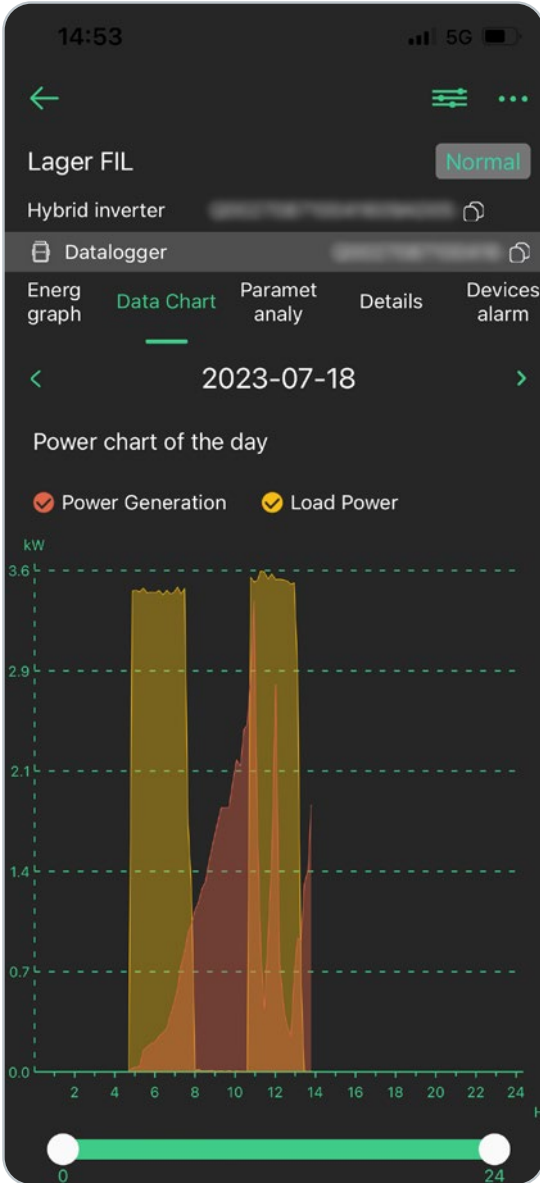 14:53 5G
Lager FIL Normal
Hybrid inverter
Datalogger
Energ graph Data Chart Paramet analy Details Devices alarm
2023-07-18
Power chart of the day
Power Generation Load Power
kW
3.6
2.9
2.1
1.4
0.7
0.0
2 4 6 8 10 12 14 16 18 20 22 24
H
0 24